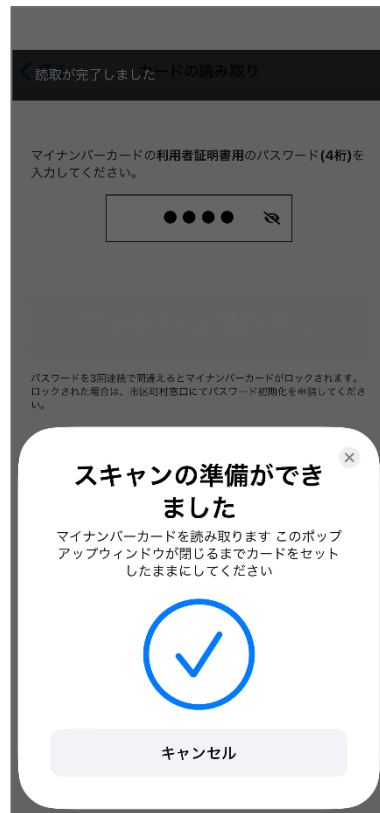 読取が完了しました
カードの読み取り
マイナンバーカードの利用者証明書用のパスワード(4桁)を
入力してください。
パスワードを3回連続で間違えるとマイナンバーカードがロックされます。
ロックされた場合は、市区町村窓口にてパスワード初期化を申請してくださ
い。
スキャンの準備ができ
ました
マイナンバーカードを読み取ります このポップ
アップウィンドウが閉じるまでカードをセット
したままにしてください
キャンセル